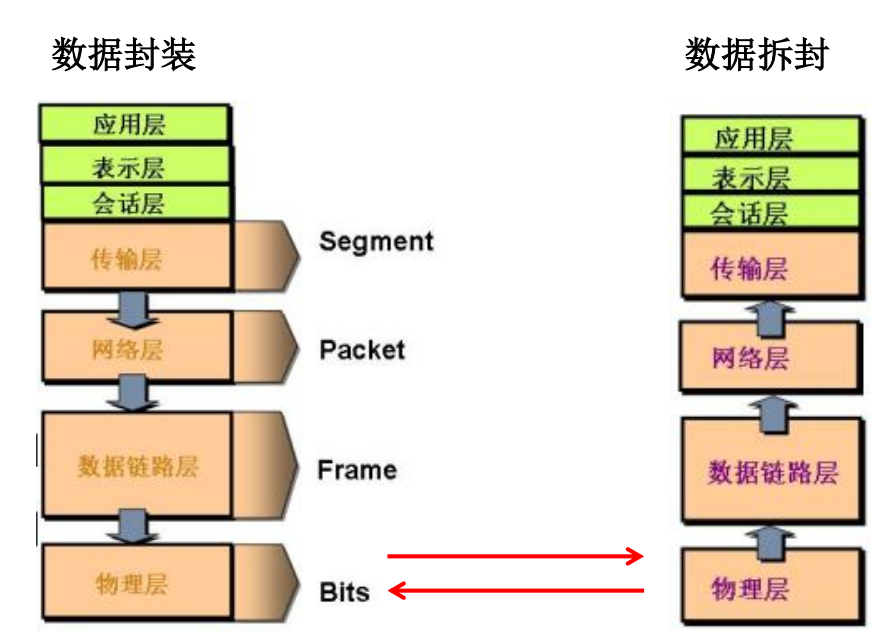 数据封装
应用层
表示层
会话层
传输层
Segment
网络层
Packet
数据链路层
Frame
物理层
Bits
数据拆封
应用层
表示层
会话层
传输层
网络层
数据链路层
物理层